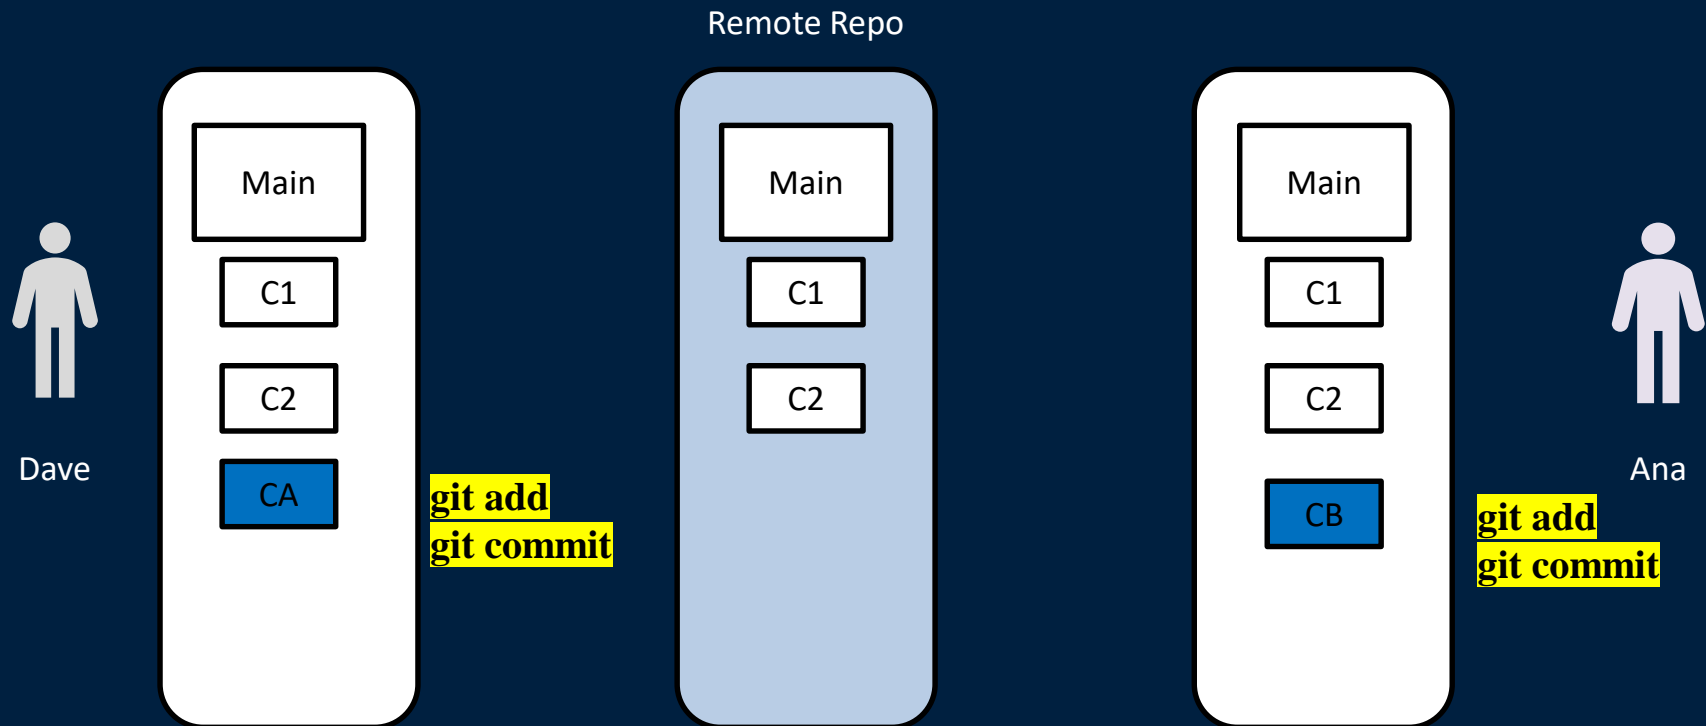 Remote Repo
Main
C1
C2
CA
Dave
git add
git commit
Main
C1
C2
Main
C1
C2
CB
Ana
git add
git commit